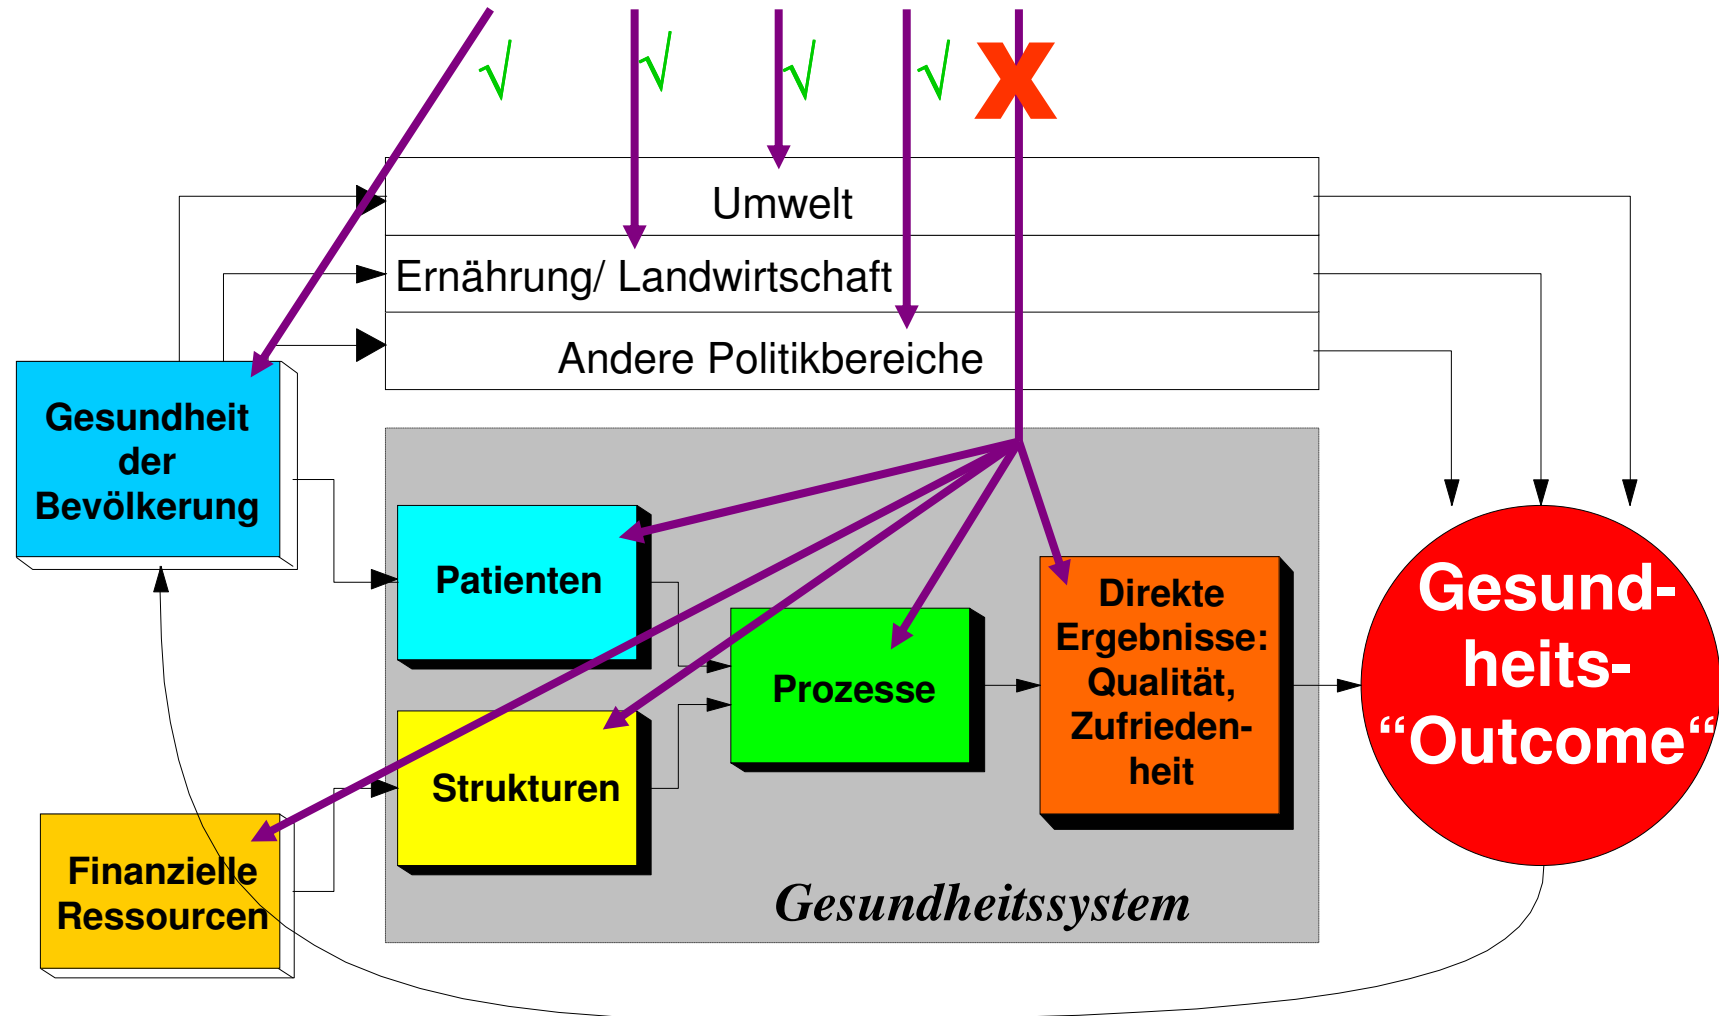 √ √ √ √ X
Umwelt
Ernährung/ Landwirtschaft
Andere Politikbereiche
Gesundheit
der
Bevölkerung
Patienten
Strukturen
Prozesse
Direkte
Ergebnisse:
Qualität,
Zufrieden-
heit
Gesund-
heits-
“Outcome“
Finanzielle
Ressourcen
Gesundheitssystem